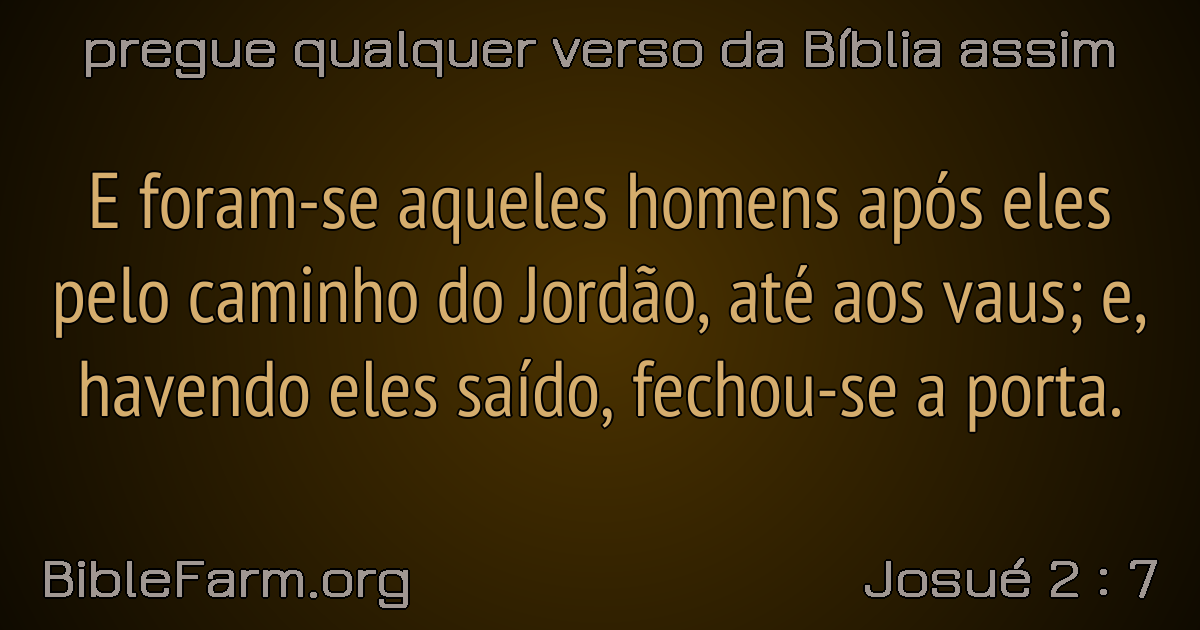 pregue qualquer verso da Bíblia assim
E foram-se aqueles homens após eles
pelo caminho do Jordão, até aos vaus; e,
havendo eles saído, fechou-se a porta.
BibleFarm.org
Josué 2 : 7